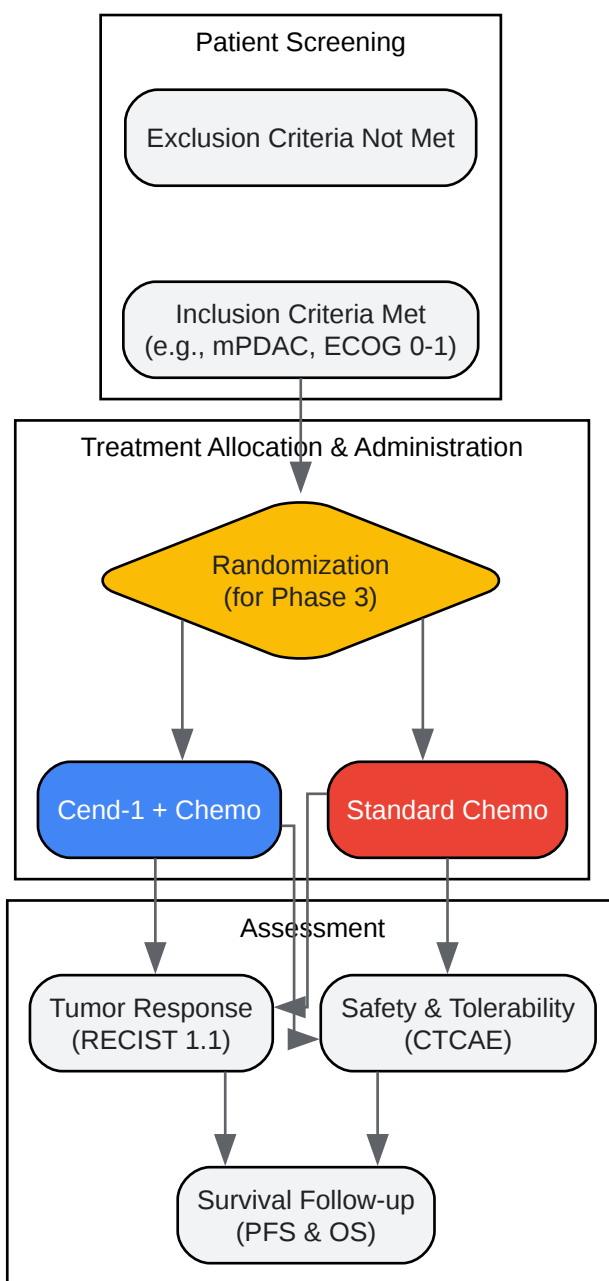 Patient Screening
Exclusion Criteria Not Met
Inclusion Criteria Met
(e.g., mPDAC, ECOG 0-1)
Treatment Allocation & Administration
Randomization
(for Phase 3)
Cend-1 + Chemo
Standard Chemo
Assessment
Tumor Response
(RECIST 1.1)
Safety & Tolerability
(CTCAE)
Survival Follow-up
(PFS & OS)